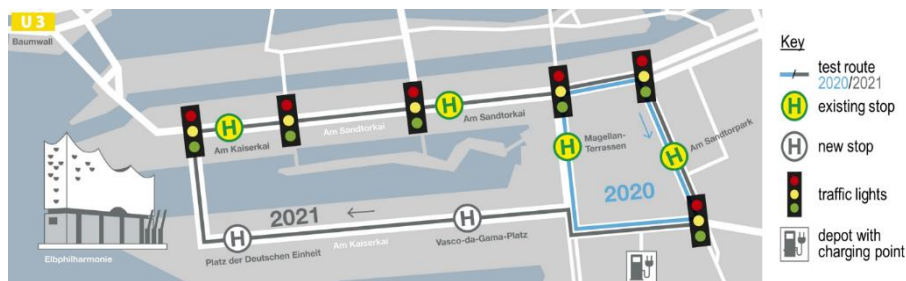 U3
Baumwall
H
Am Kaiserkai
Am Sandtorkai
H
Am Sandtorkai
H
Magellan-
Terrassen
H
Am Sandtorpark
2020
2021
H
Platz der Deutschen Einheit
Am Kaiserkai
H
Vasco-da-Gama-Platz
Elbphilharmonie
Key
test route
2020/2021
H
existing stop
H
new stop
traffic lights
depot with
charging point